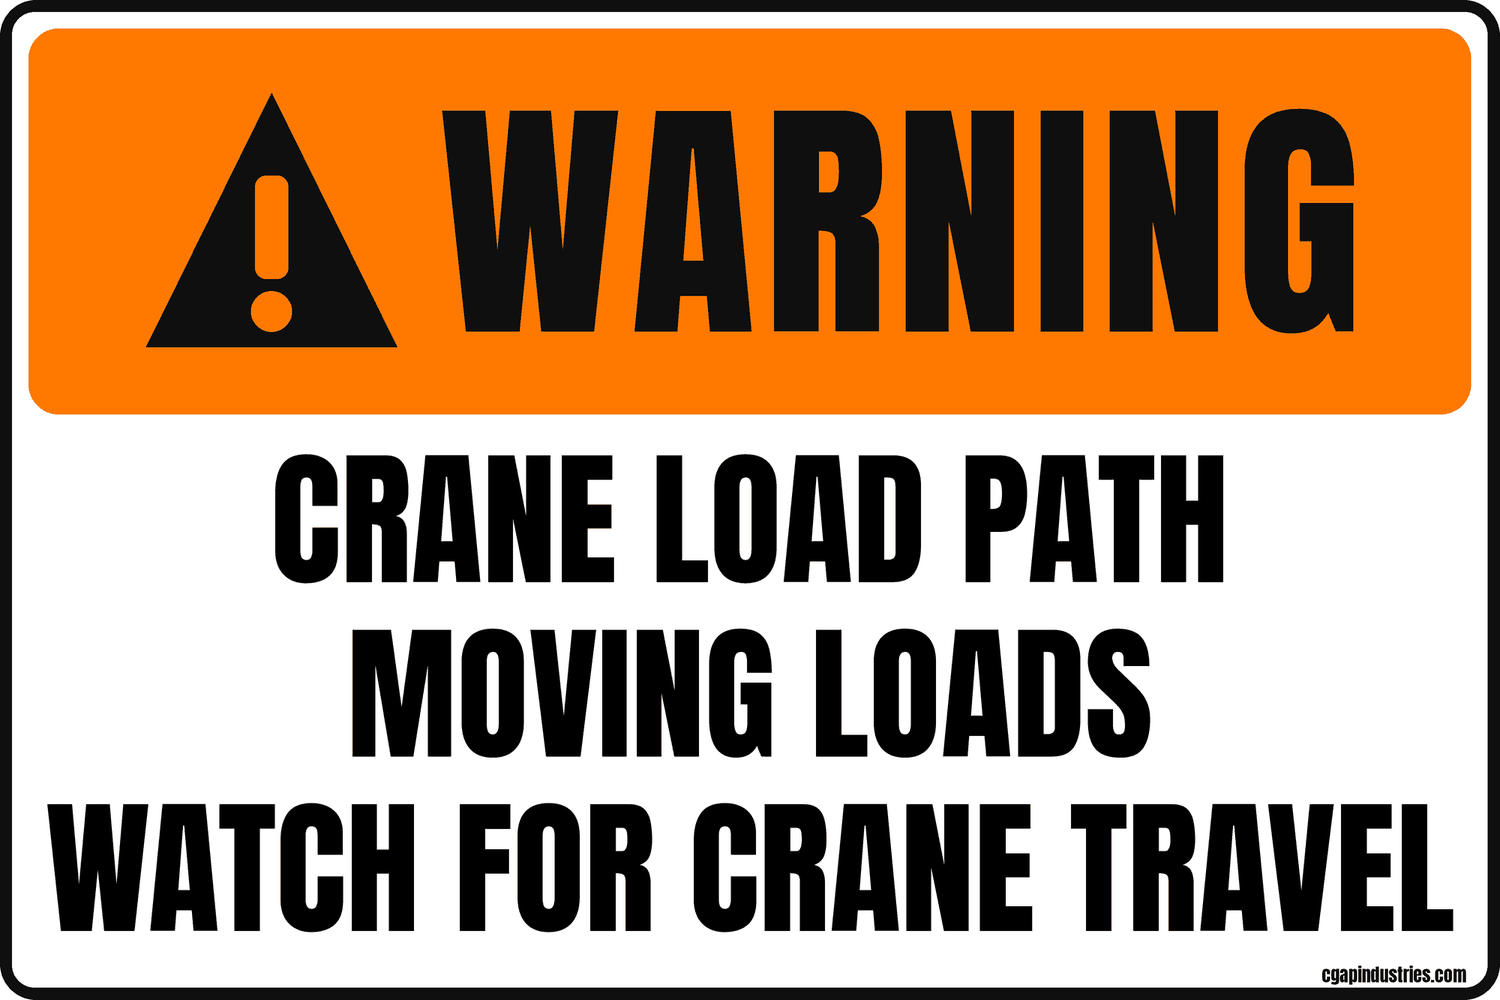 WARNING
CRANE LOAD PATH
MOVING LOADS
WATCH FOR CRANE TRAVEL
cgapindustries.com